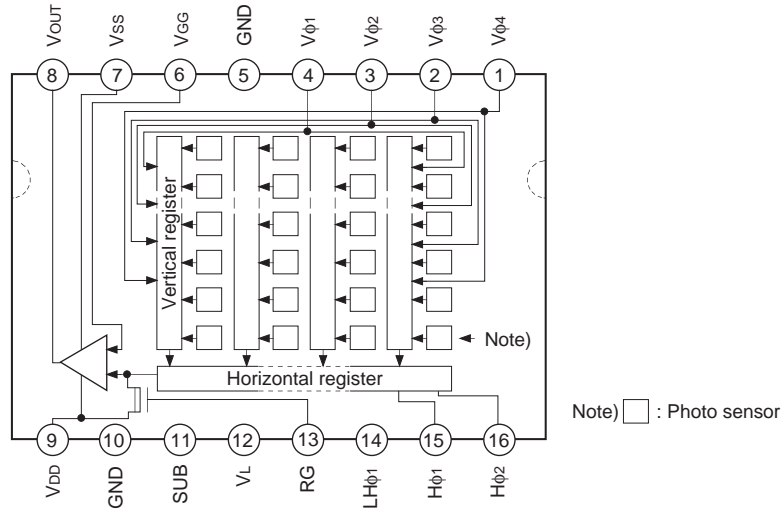 VOUT VSS VGG GND Vϕ1 Vϕ2 Vϕ3 Vϕ4
8 7 6 5 4 3 2 1
Vertical register
Note)
Horizontal register
Note) : Photo sensor
9 10 11 12 13 14 15 16
VDD GND SUB VL RG LHϕ1 Hϕ1 Hϕ2